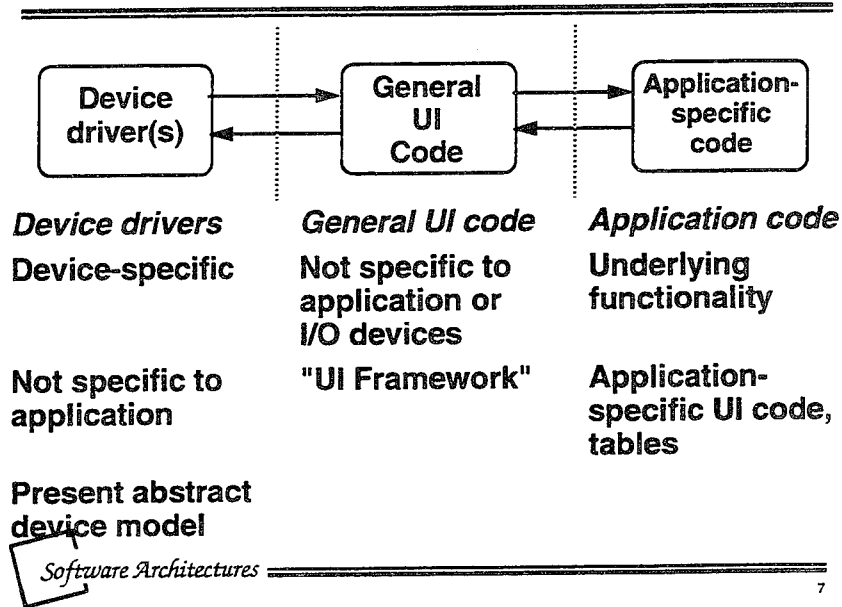 Device
driver(s)
General
UI
Code
Application-
specific
code
Device drivers
Device-specific
Not specific to
application
Present abstract
device model
General UI code
Not specific to
application or
I/O devices
"UI Framework"
Application code
Underlying
functionality
Application-
specific UI code,
tables
Software Architectures
7